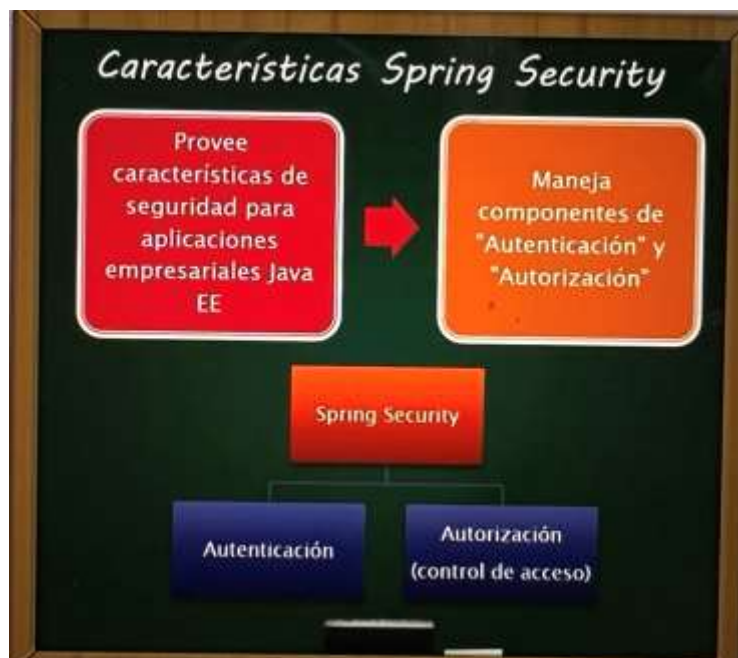 Características Spring Security
Provee
características de
seguridad para
aplicaciones
empresariales Java
EE
Maneja
componentes de
"Autenticación" y
"Autorización"
Spring Security
Autenticación
Autorización
(control de acceso)